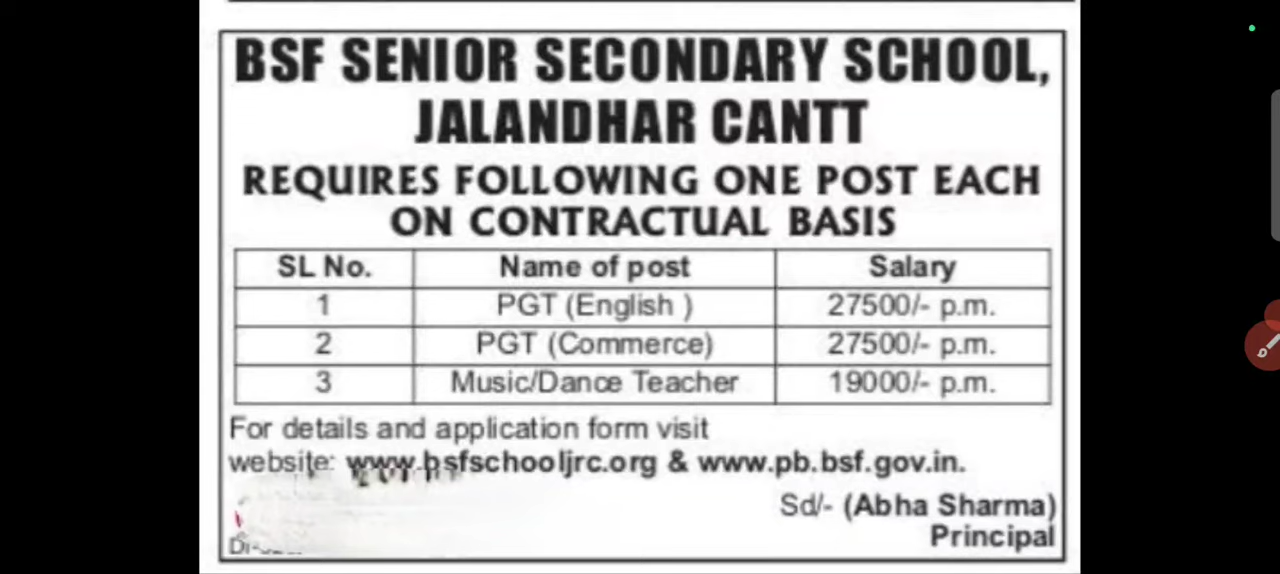 BSF SENIOR SECONDARY SCHOOL,
JALANDHAR CANTT
REQUIRES FOLLOWING ONE POST EACH
ON CONTRACTUAL BASIS
SL No. Name of post Salary
1 PGT (English ) 27500/- p.m.
2 PGT (Commerce) 27500/- p.m.
3 Music/Dance Teacher 19000/- p.m.
For details and application form visit
website: www.bsfschooljrc.org & www.pb.bsf.gov.in.
Sd/- (Abha Sharma)
Principal